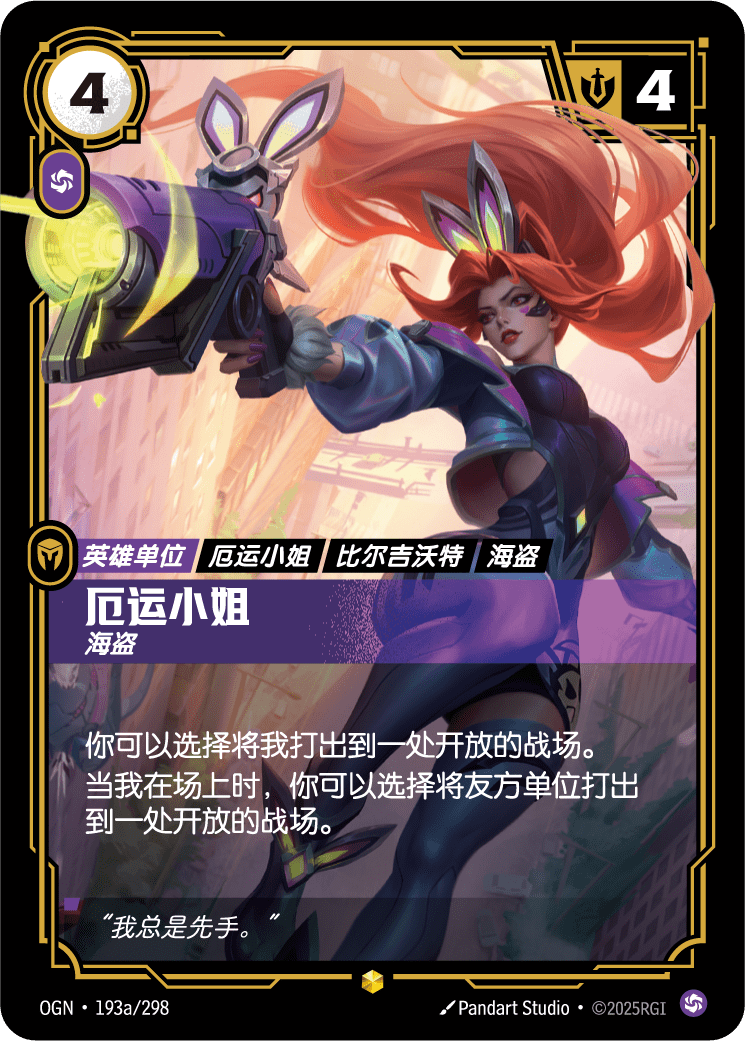 4
4
英雄单位 厄运小姐 比尔吉沃特 海盗
厄运小姐
海盗
你可以选择将我打出到一处开放的战场。
当我在场上时，你可以选择将友方单位打出
到一处开放的战场。
“我总是先手。”
OGN • 193a/298 Pandart Studio • ©2025RGI